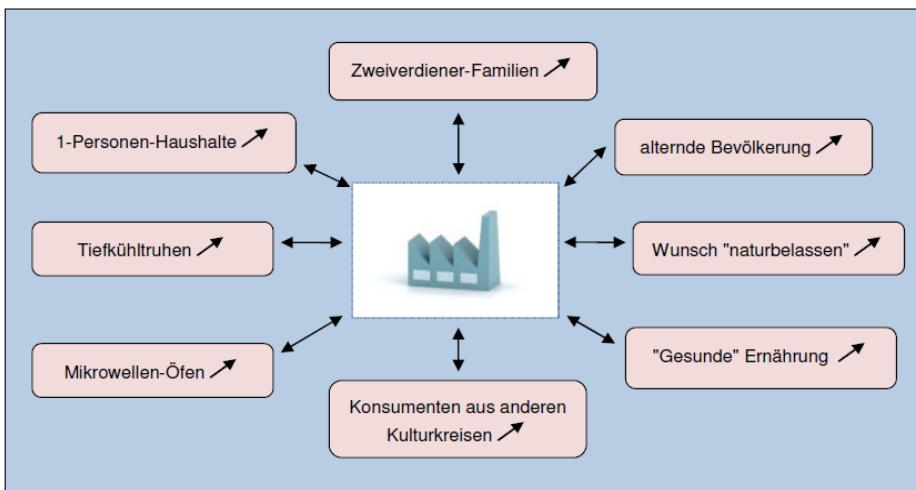 Zweiverdiener-Familien
1-Personen-Haushalte
alternde Bevölkerung
Tiefkühltruhen
Wunsch "naturbelassen"
Mikrowellen-Öfen
"Gesunde" Ernährung
Konsumenten aus anderen
Kulturkreisen